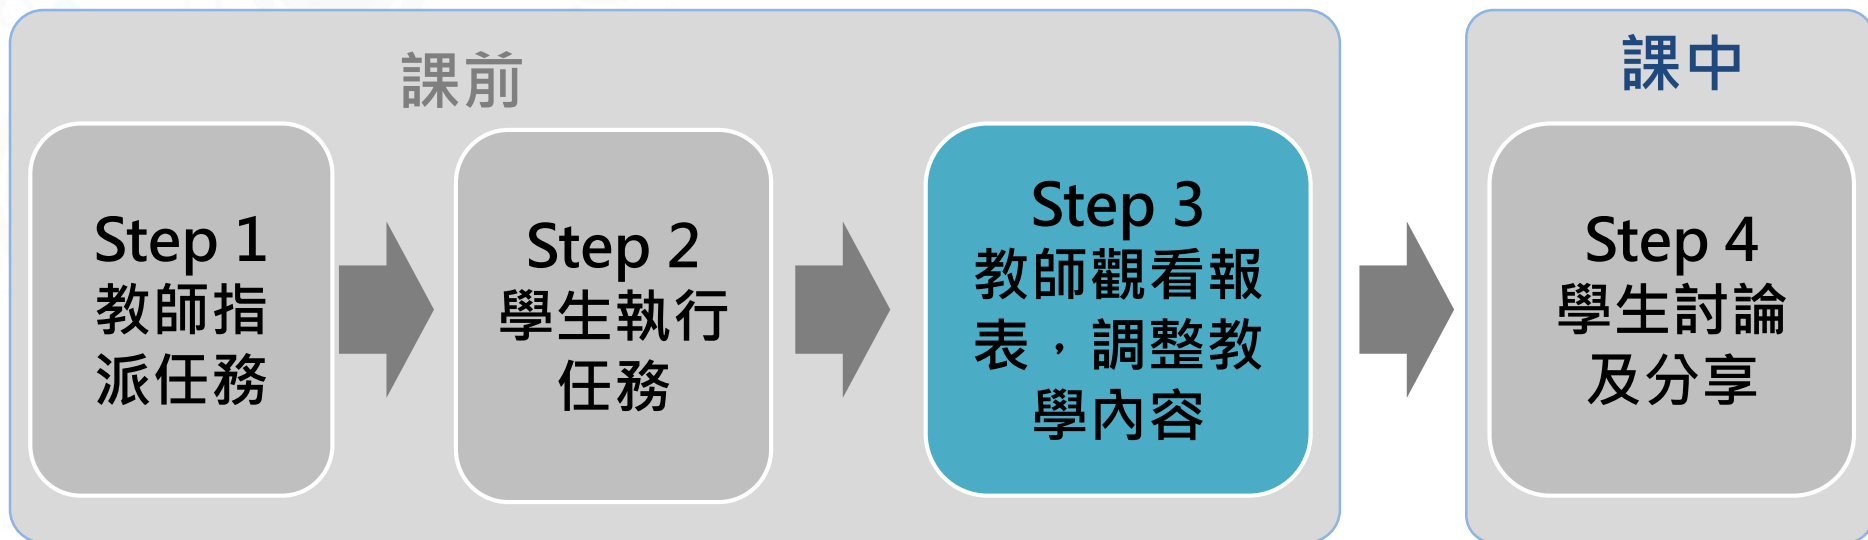 課前
Step 1
教師指
派任務
Step 2
學生執行
任務
Step 3
教師觀看報
表，調整教
學內容
課中
Step 4
學生討論
及分享